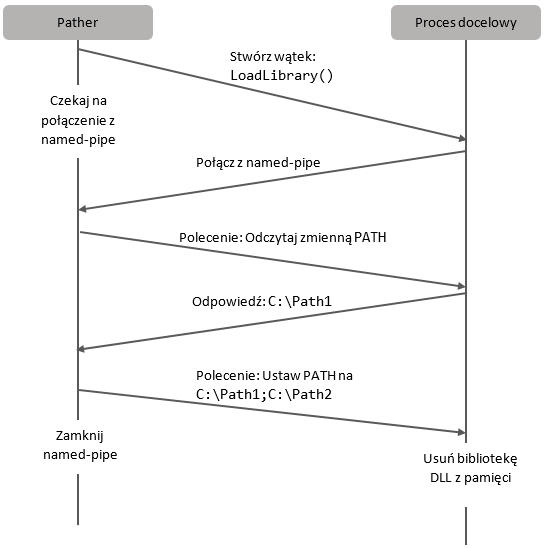 Pather
Proces docelowy
Stwórz wątek:
LoadLibrary()
Czekaj na
połączenie z
named-pipe
Połącz z named-pipe
Polecenie: Odczytaj zmienną PATH
Odpowiedź: C:\Path1
Polecenie: Ustaw PATH na
C:\Path1;C:\Path2
Zamknij
named-pipe
Usuń bibliotekę
DLL z pamięci